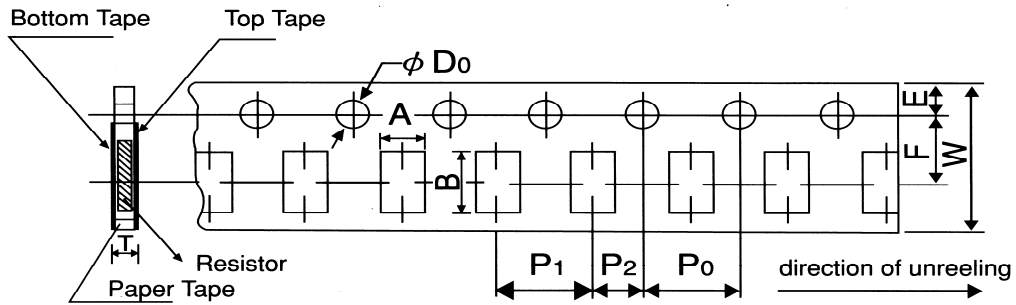 Bottom Tape
Top Tape
ϕ D0
A
B
E
F
W
T
Resistor
Paper Tape
P1
P2
P0
direction of unreeling